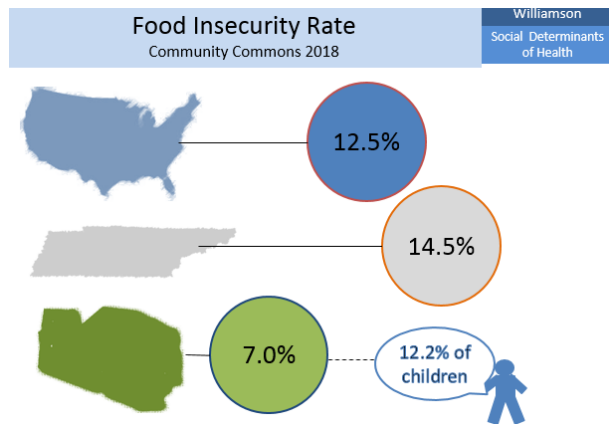 Food Insecurity Rate
Community Commons 2018
Williamson
Social Determinants
of Health
12.5%
14.5%
7.0%
12.2% of
children